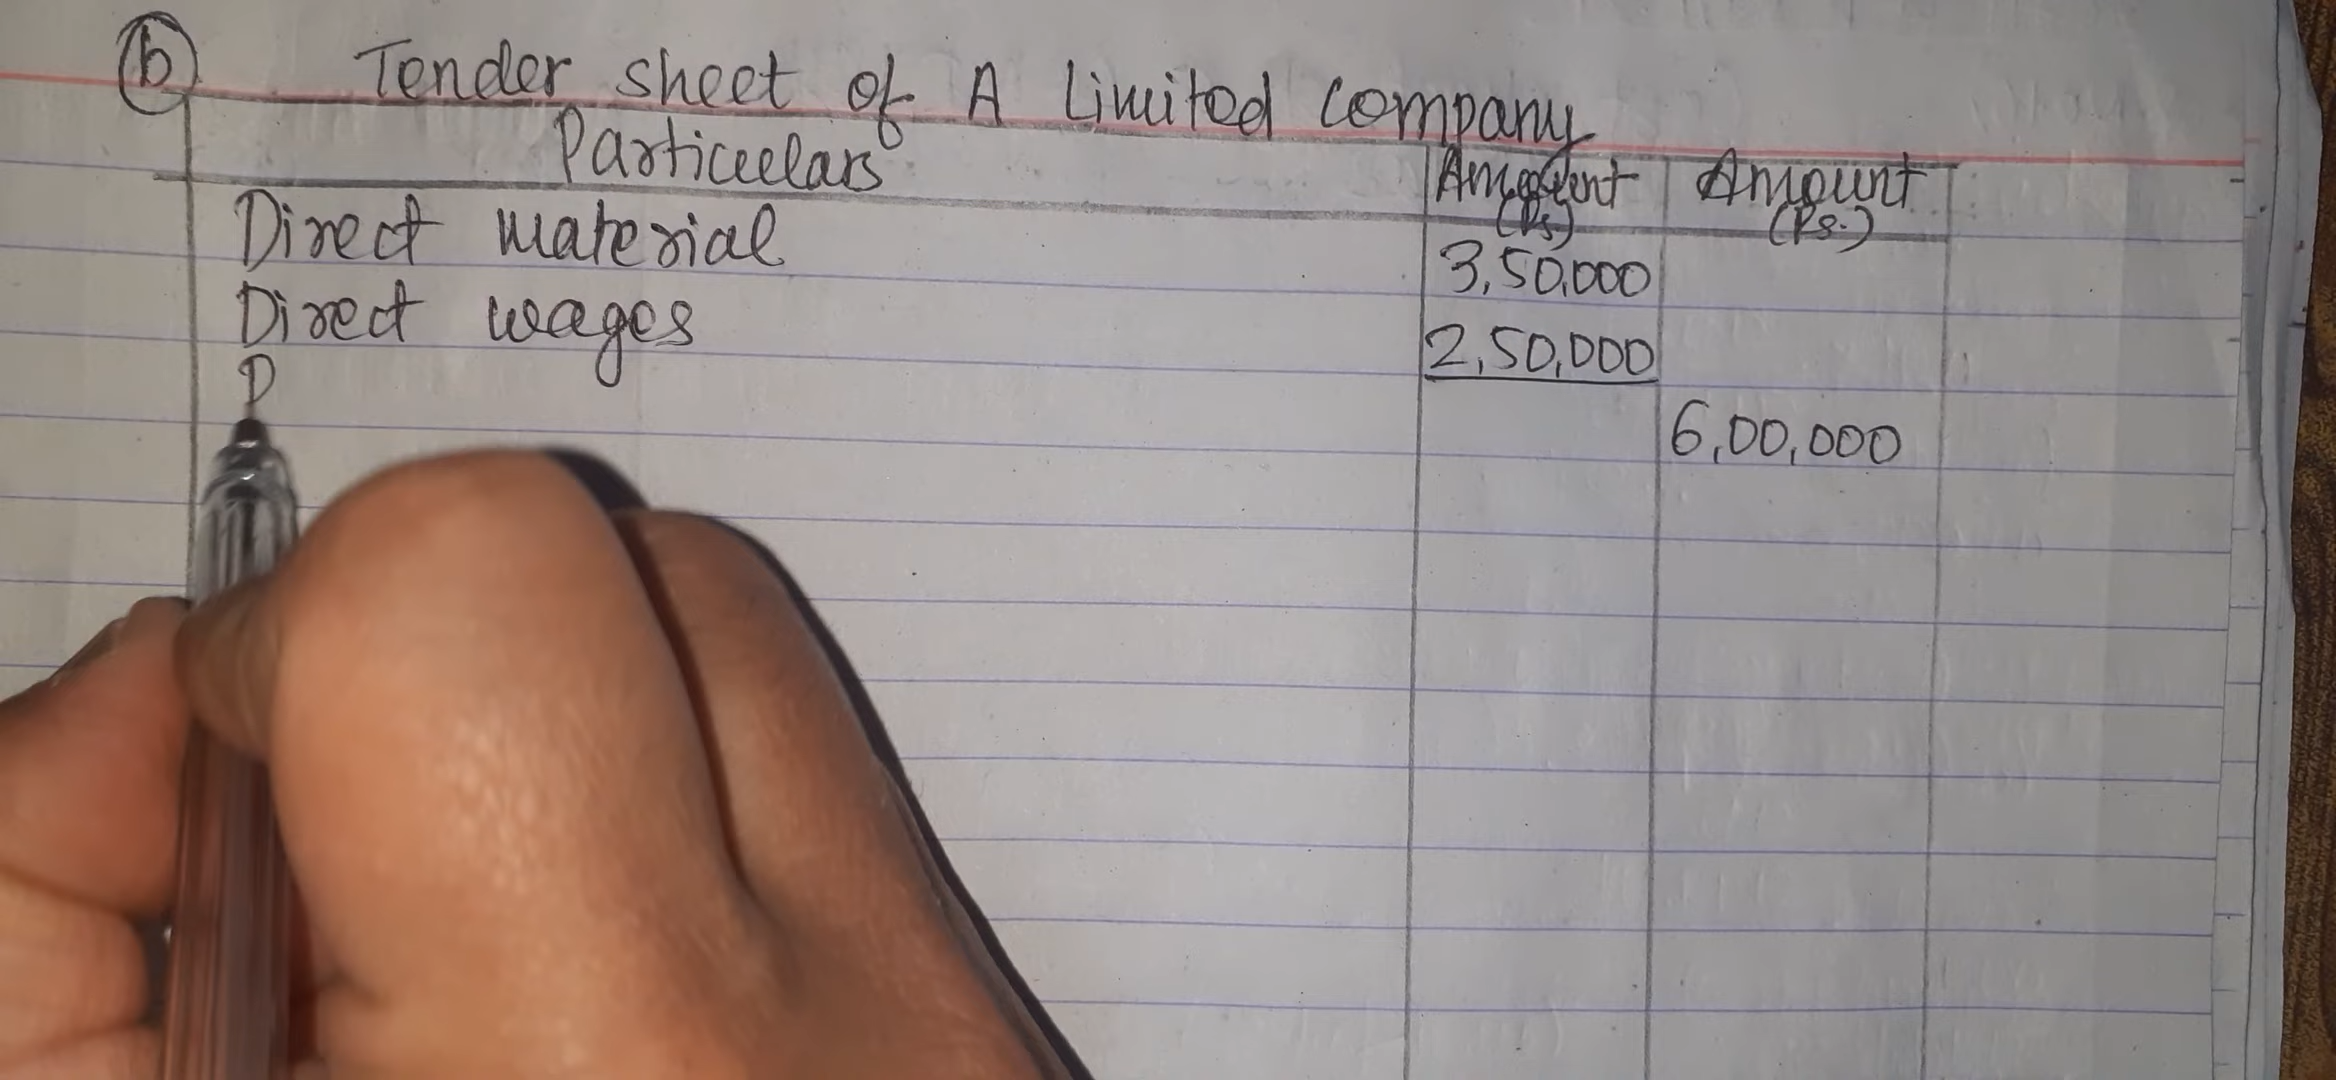 (b) Tender sheet of A Limited Company
Particulars Amount (Rs) Amount (Rs.)
Direct material 3,50,000
Direct wages 2,50,000
P
6,00,000